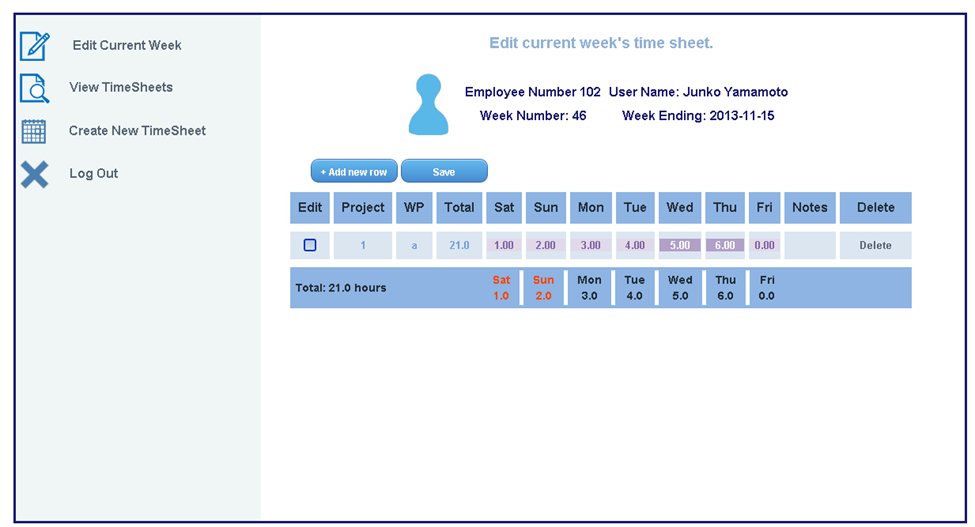 Edit Current Week
View TimeSheets
Create New TimeSheet
Log Out
Edit current week's time sheet.
Employee Number 102 User Name: Junko Yamamoto
Week Number: 46 Week Ending: 2013-11-15
+ Add new row Save
Edit Project WP Total Sat Sun Mon Tue Wed Thu Fri Notes Delete
1 a 21.0 1.00 2.00 3.00 4.00 5.00 6.00 0.00 Delete
Sat Sun Mon Tue Wed Thu Fri
Total: 21.0 hours
1.0 2.0 3.0 4.0 5.0 6.0 0.0